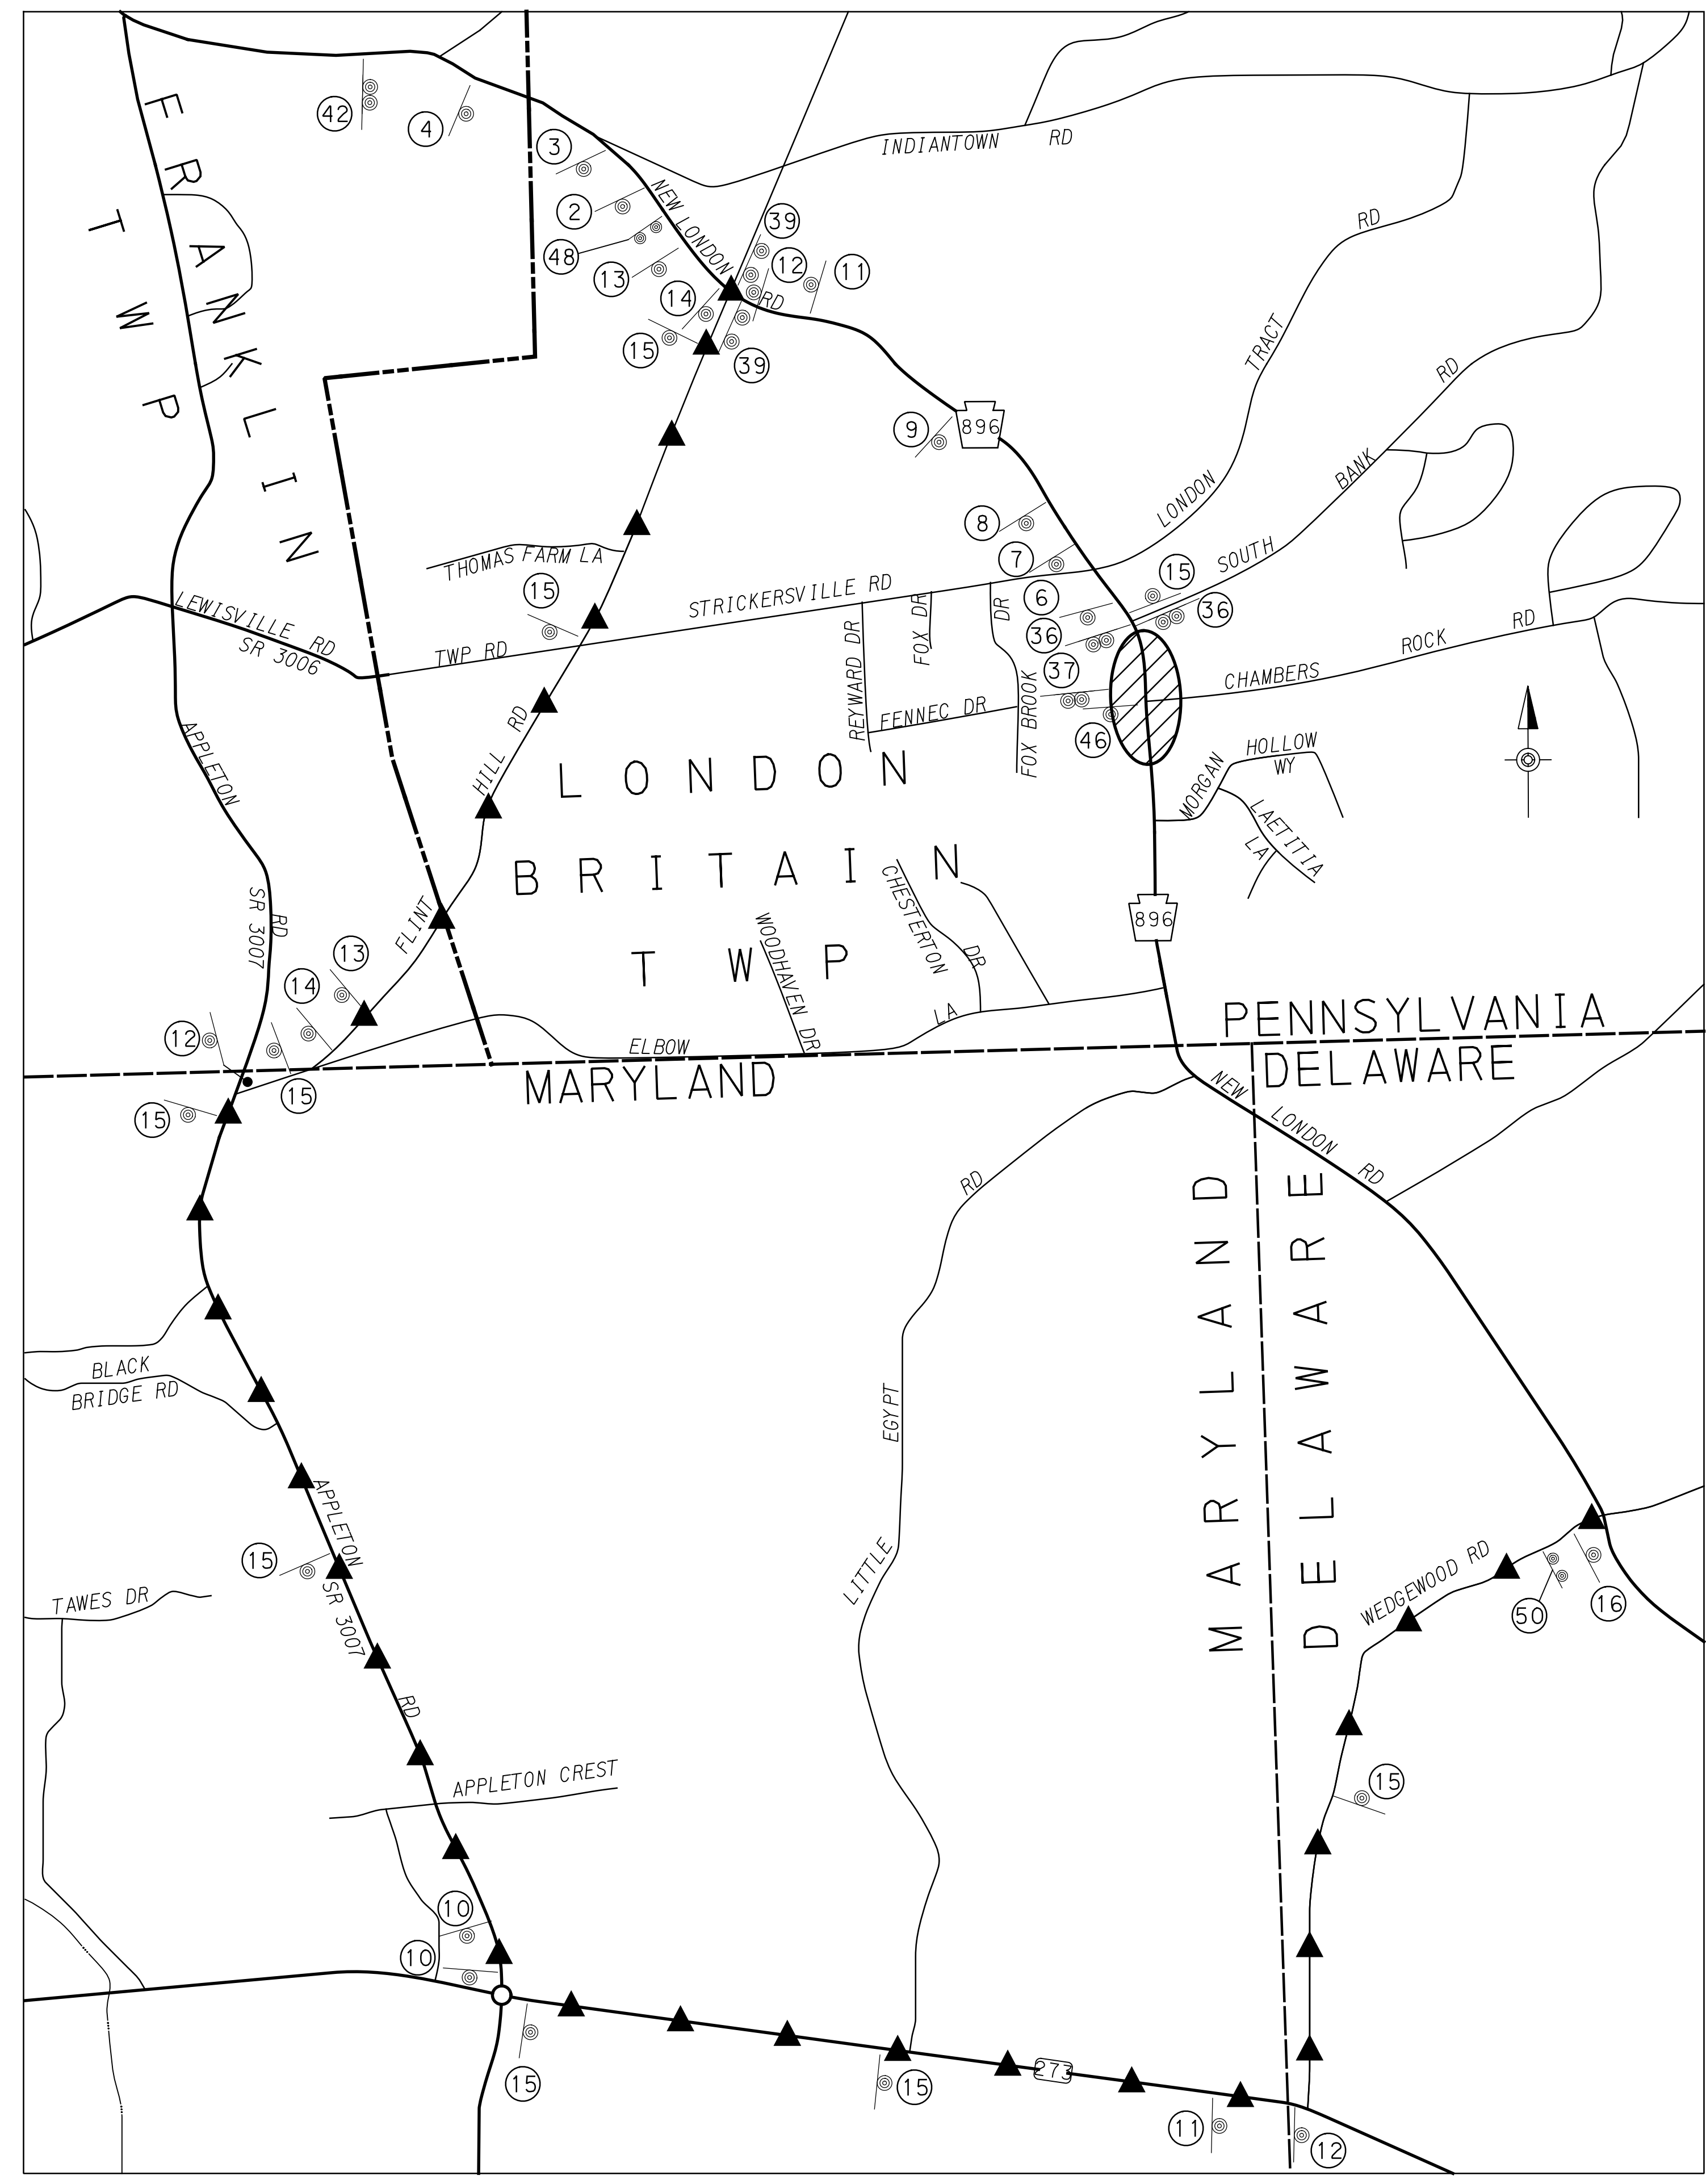 FRANKLIN
TWP
42
4
3
2
48
13
14
15
NEW LONDON
RD
39
12
11
39
INDIANTOWN RD
9
896
8
7
6
36
37
46
15
36
LONDON TRACT RD
SOUTH BANK RD
CHAMBERS ROCK RD
THOMAS FARM LA
15
LEWISVILLE RD
SR 3006
TWP RD
STRICKERSVILLE RD
REYWARD DR
FOX DR
FENNEC DR
FOX BROOK DR
MORGAN HOLLOW
WY
LAETITIA
LA
APPLETON
RD
SR 3007
FLINT HILL RD
LONDON
BRITAIN
TWP
WOODHAVEN DR
CHESTERTON
DR
896
13
14
12
15
15
ELBOW LA
PENNSYLVANIA
MARYLAND
DELAWARE
NEW LONDON RD
MARYLAND
DELAWARE
LITTLE EGYPT RD
BLACK
BRIDGE RD
APPLETON
SR 3007
RD
15
TAWES DR
APPLETON CREST
WEDGEWOOD RD
50
16
15
10
10
15
15
273
11
12